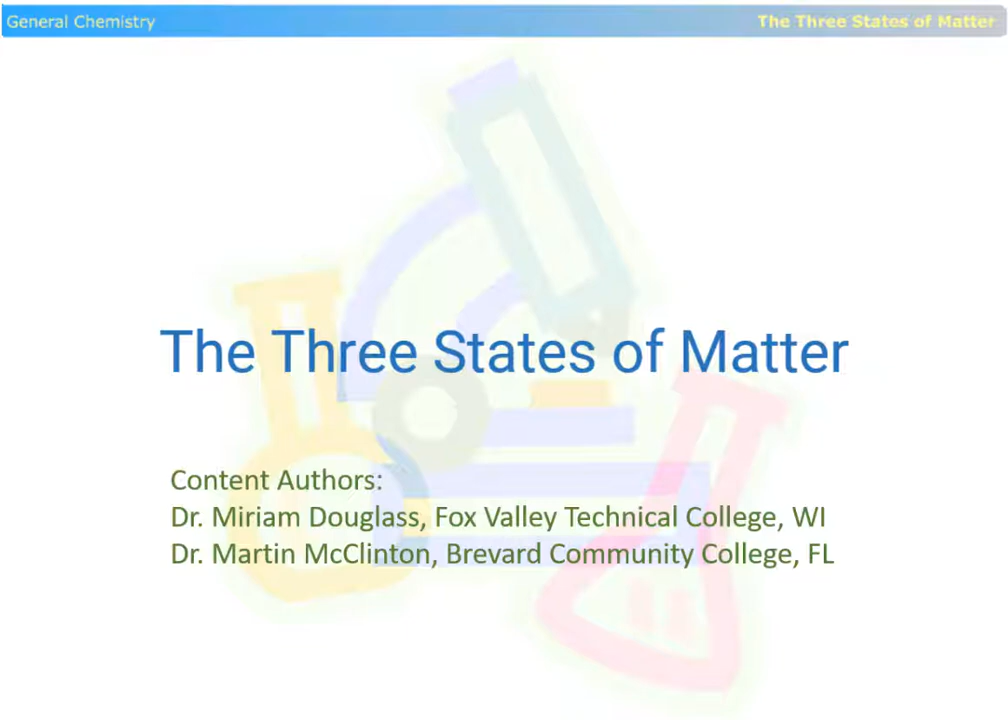 General Chemistry
The Three States of Matter
The Three States of Matter
Content Authors:
Dr. Miriam Douglass, Fox Valley Technical College, WI
Dr. Martin McClinton, Brevard Community College, FL